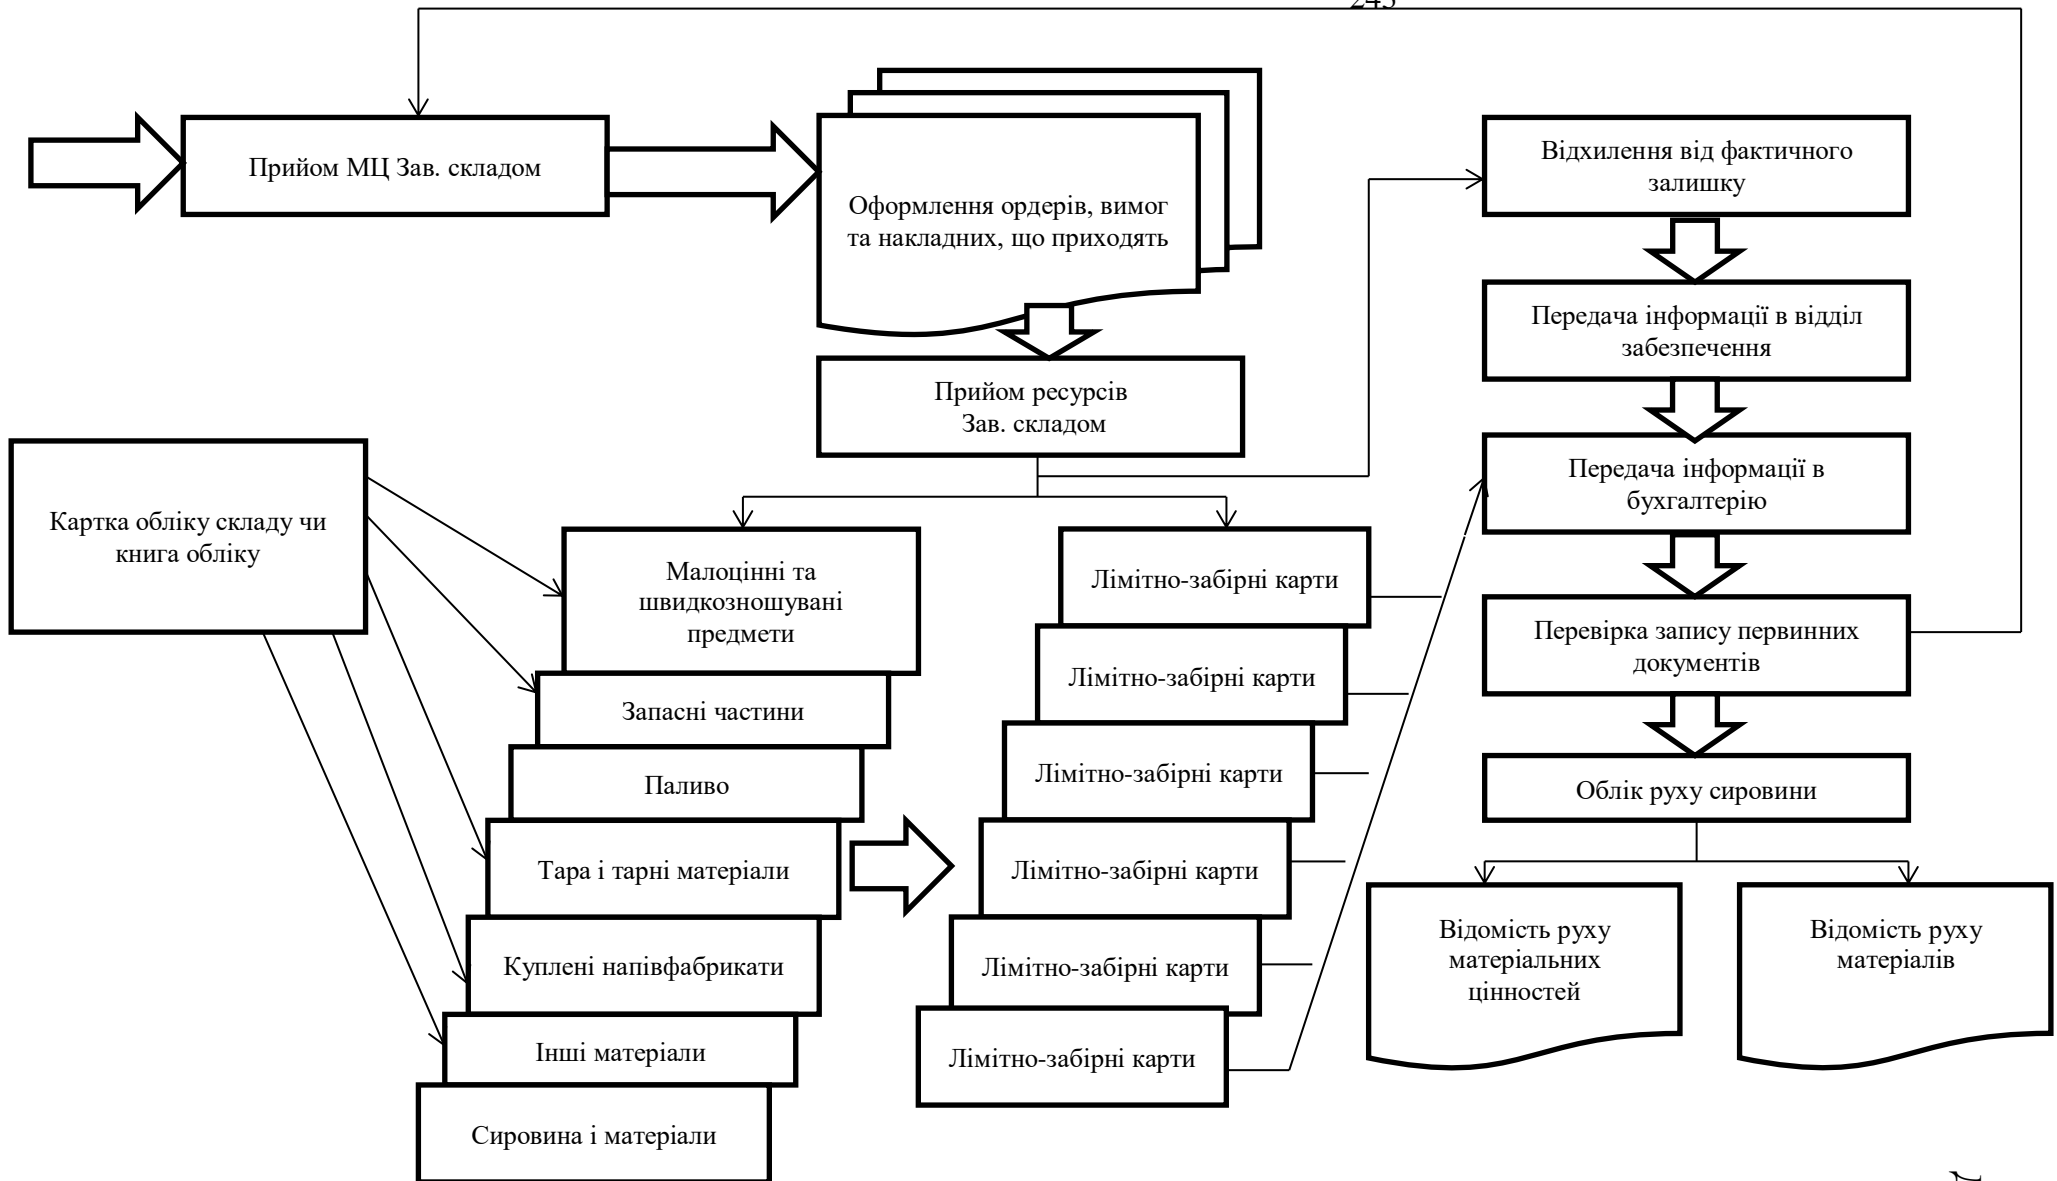 Прийом МЦ Зав. складом
Оформлення ордерів, вимог
та накладних, що приходять
Прийом ресурсів
Зав. складом
Картка обліку складу чи
книга обліку
Малоцінні та
швидкозношувані
предмети
Запасні частини
Паливо
Тара і тарні матеріали
Куплені напівфабрикати
Інші матеріали
Сировина і матеріали
Лімітно-забірні карти
Лімітно-забірні карти
Лімітно-забірні карти
Лімітно-забірні карти
Лімітно-забірні карти
Лімітно-забірні карти
Відхилення від фактичного
залишку
Передача інформації в відділ
забезпечення
Передача інформації в
бухгалтерію
Перевірка запису первинних
документів
Облік руху сировини
Відомість руху
матеріальних
цінностей
Відомість руху
матеріалів